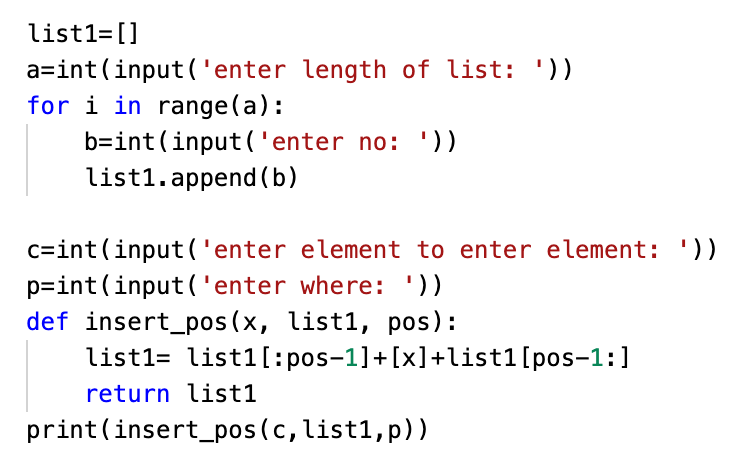 list1=[]
a=int(input('enter length of list: '))
for i in range(a):
    b=int(input('enter no: '))
    list1.append(b)

c=int(input('enter element to enter element: '))
p=int(input('enter where: '))
def insert_pos(x, list1, pos):
    list1= list1[:pos-1]+[x]+list1[pos-1:]
    return list1
print(insert_pos(c,list1,p))